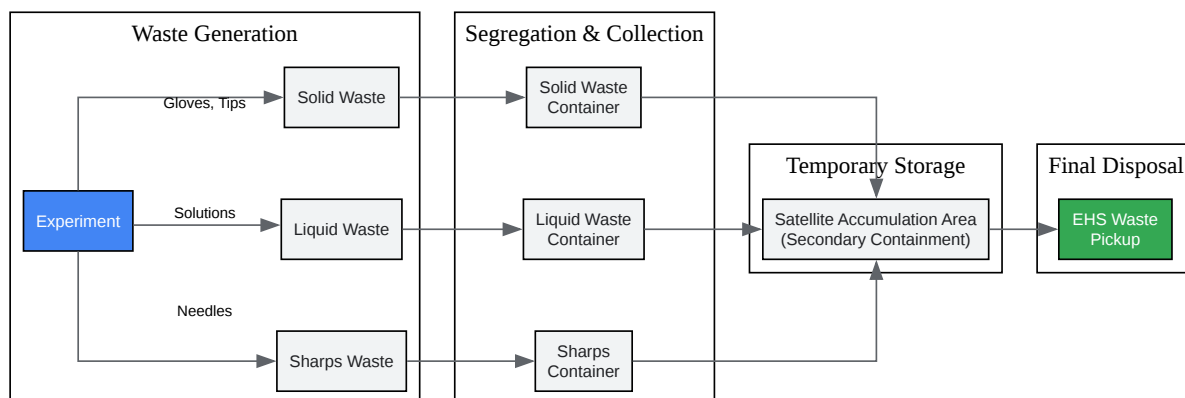 Waste Generation
Segregation & Collection
Gloves, Tips
Solid Waste
Solid Waste
Container
Temporary Storage
Final Disposal
Experiment
Solutions
Liquid Waste
Liquid Waste
Container
Satellite Accumulation Area
(Secondary Containment)
EHS Waste
Pickup
Needles
Sharps Waste
Sharps
Container